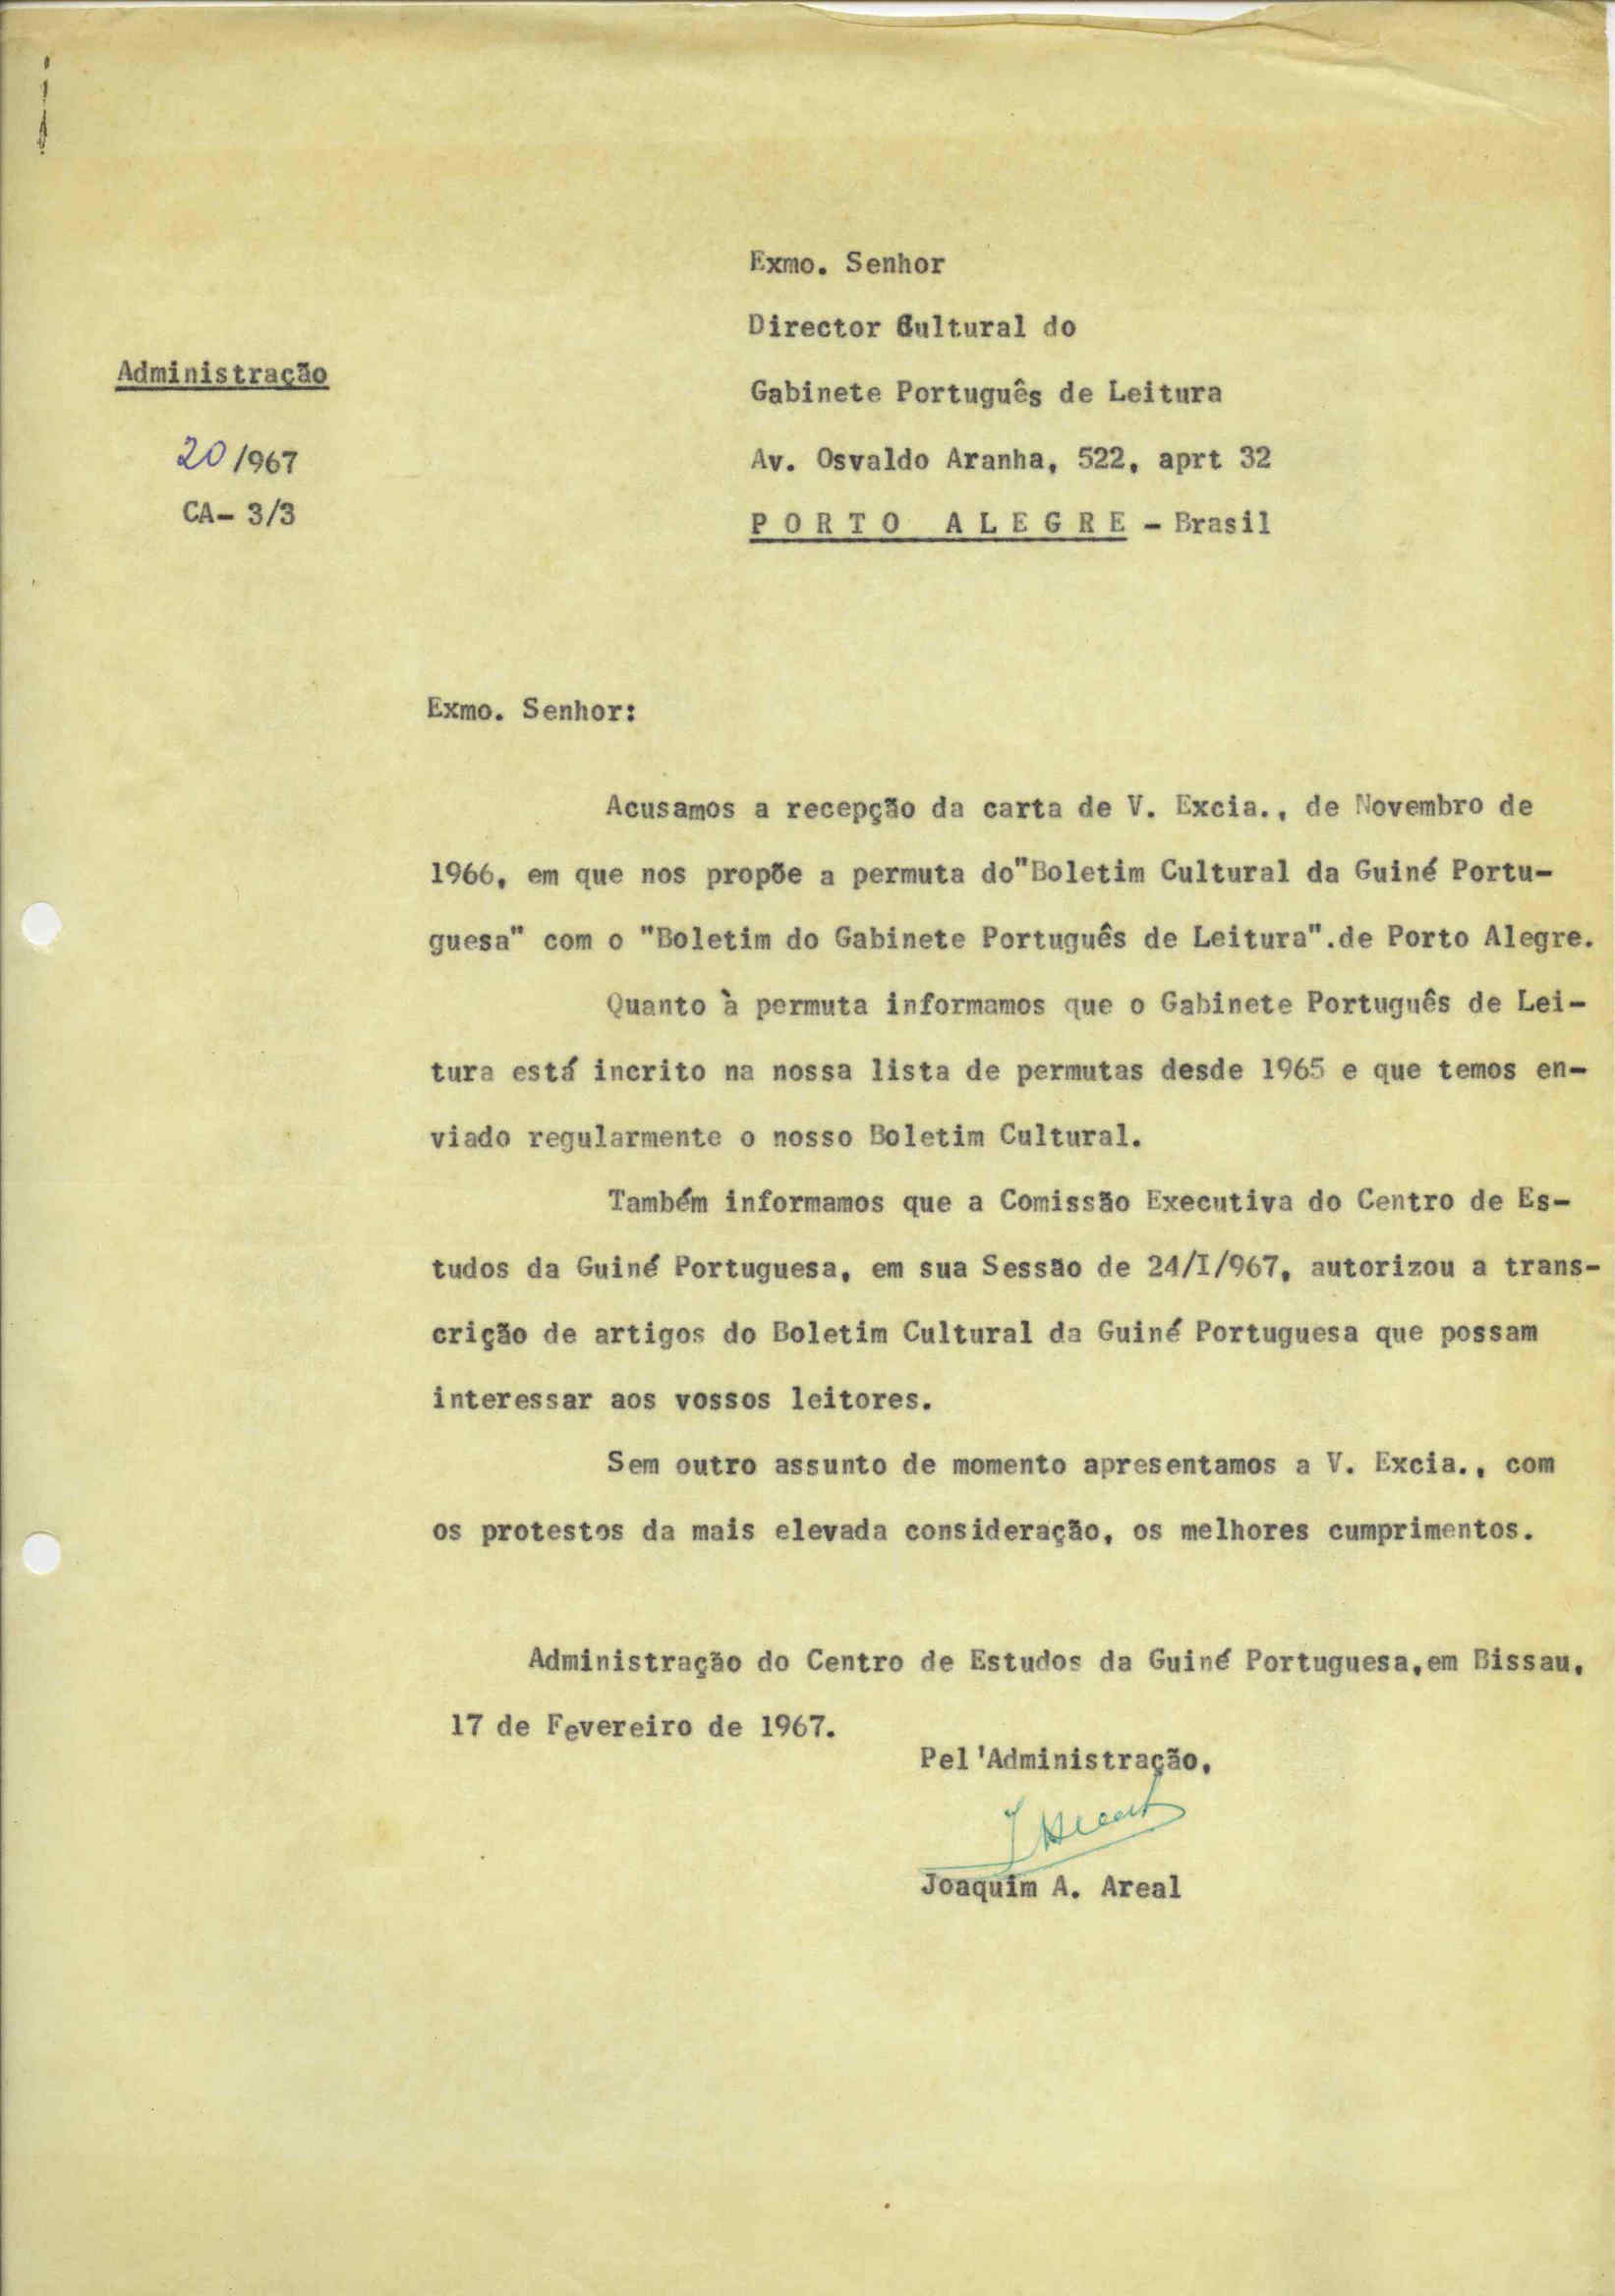 Exmo. Senhor
Director Cultural do
Administração
Gabinete Português de Leitura
20/967
Av. Osvaldo Aranha, 522, aprt 32
CA- 3/3
PORTO ALEGRE - Brasil
Exmo. Senhor:
Acusamos a recepção da carta de V. Excia., de Novembro de
1966, em que nos propõe a permuta do"Boletim Cultural da Guiné Portu-
guesa" com o "Boletim do Gabinete Português de Leitura".de Porto Alegre.
Quanto à permuta informamos que o Gabinete Português de Lei-
tura está incrito na nossa lista de permutas desde 1965 e que temos en-
viado regularmente o nosso Boletim Cultural.
Também informamos que a Comissão Executiva do Centro de Es-
tudos da Guiné Portuguesa, em sua Sessão de 24/I/967, autorizou a trans-
crição de artigos do Boletim Cultural da Guiné Portuguesa que possam
interessar aos vossos leitores.
Sem outro assunto de momento apresentamos a V. Excia., com
os protestos da mais elevada consideração, os melhores cumprimentos.
Administração do Centro de Estudos da Guiné Portuguesa,em Bissau,
17 de Fevereiro de 1967.
Pel'Administração,
Joaquim A. Areal